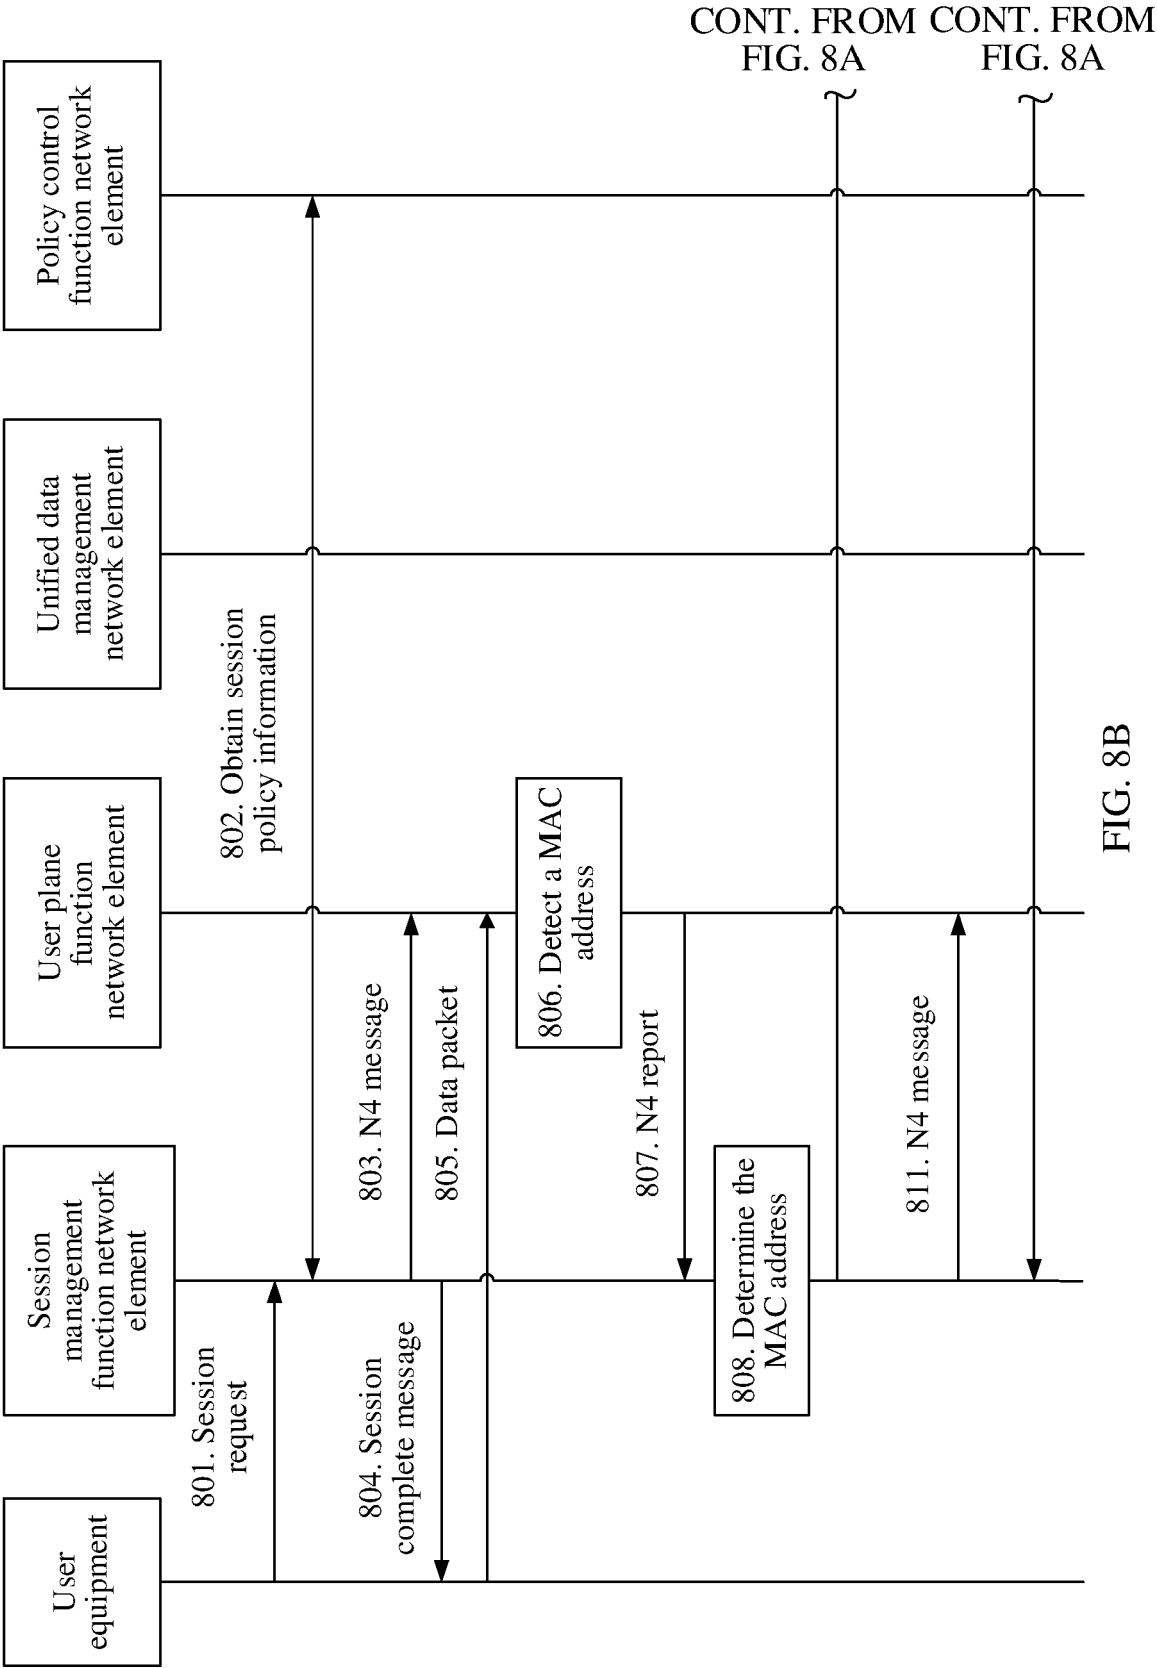 CONT. FROM
FIG. 8A
CONT. FROM
FIG. 8A
User
equipment
Session
management
function network
element
User plane
function
network element
Unified data
management
network element
Policy control
function network
element
801. Session
request
802. Obtain session
policy information
803. N4 message
804. Session
complete message
805. Data packet
806. Detect a MAC
address
807. N4 report
808. Determine the
MAC address
811. N4 message
FIG. 8B